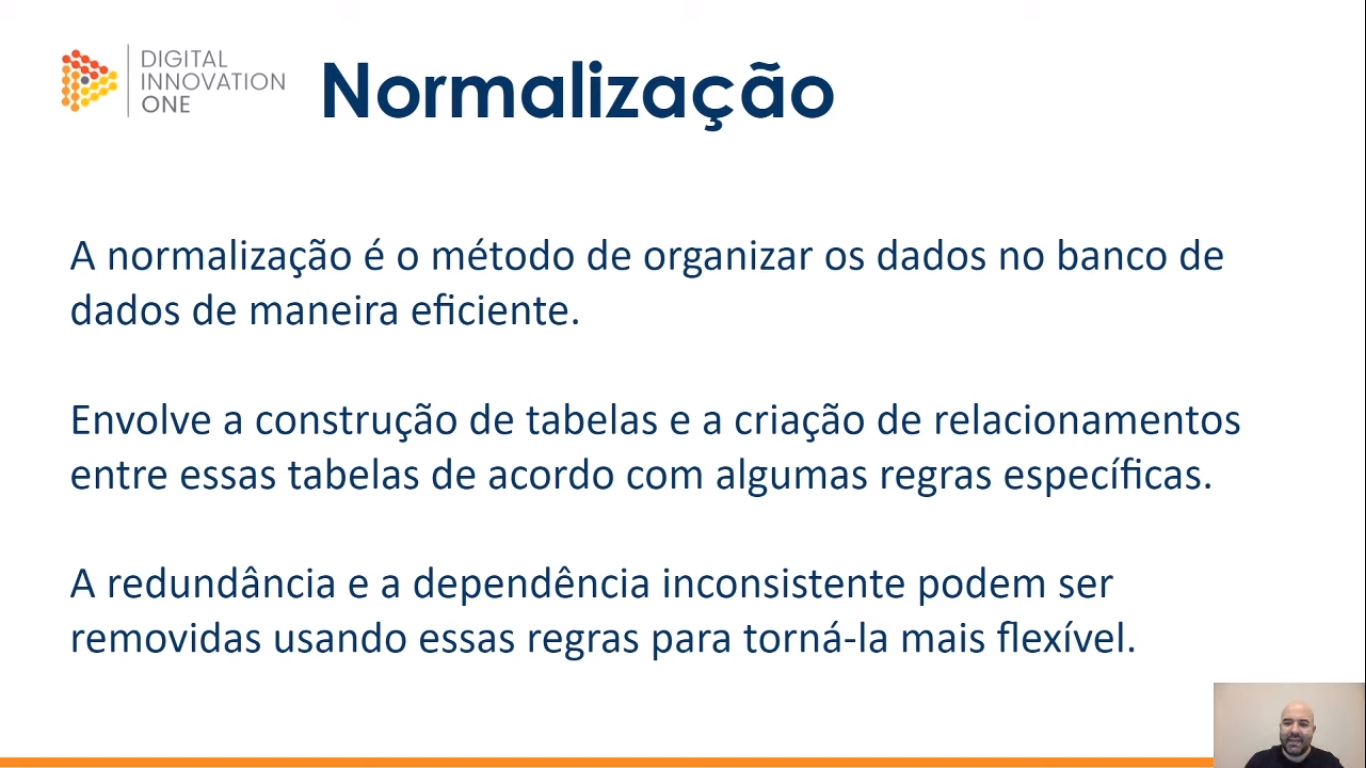 DIGITAL
INNOVATION
ONE
Normalização
A normalização é o método de organizar os dados no banco de
dados de maneira eficiente.
Envolve a construção de tabelas e a criação de relacionamentos
entre essas tabelas de acordo com algumas regras específicas.
A redundância e a dependência inconsistente podem ser
removidas usando essas regras para torná-la mais flexível.